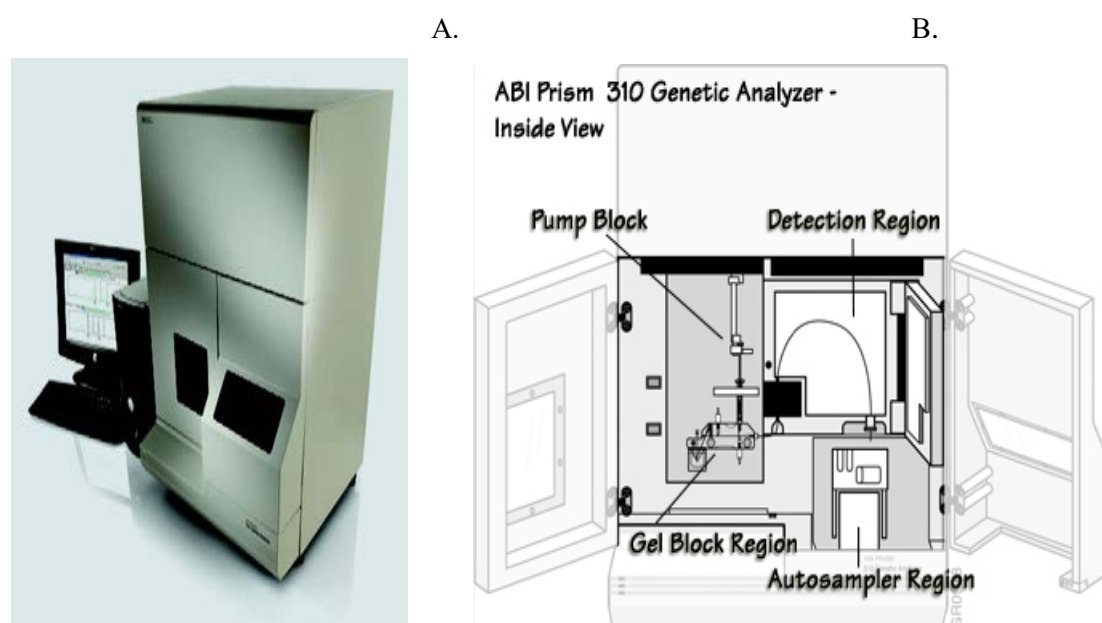 A.
B.
ABI Prism 310 Genetic Analyzer -
Inside View
Pump Block
Detection Region
Gel Block Region
Autosampler Region